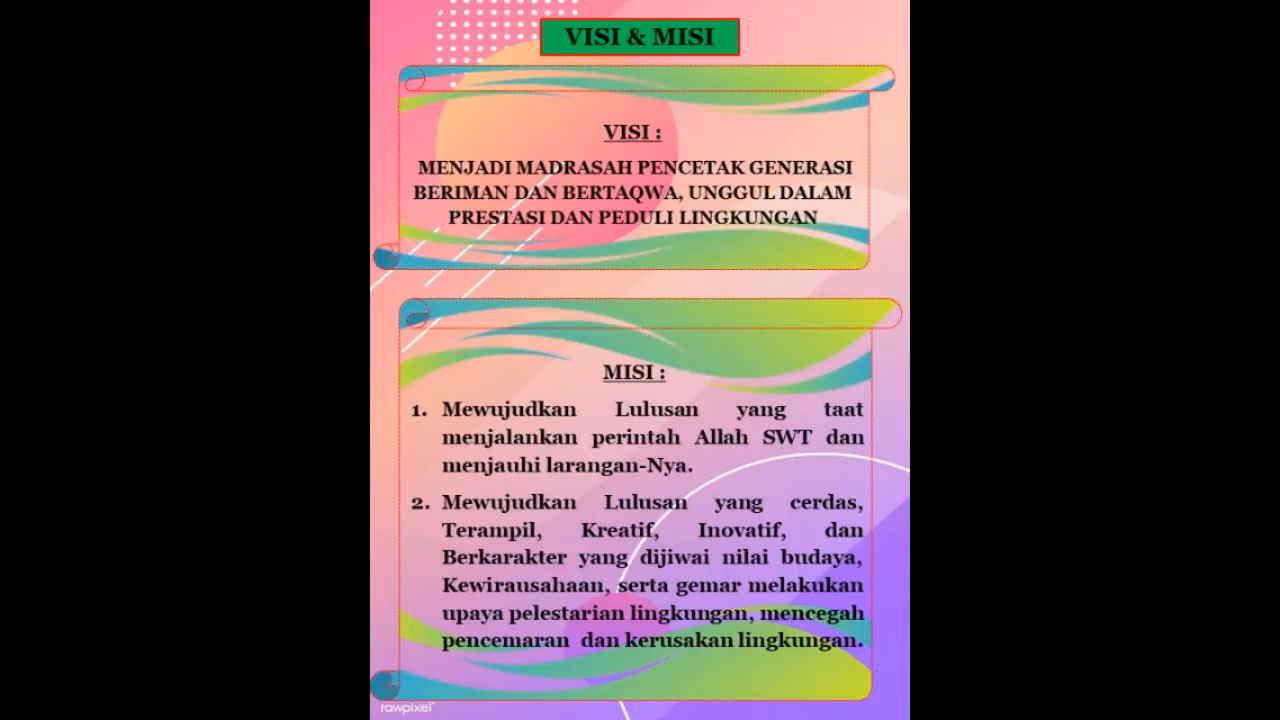 VISI & MISI
VISI :
MENJADI MADRASAH PENCETAK GENERASI
BERIMAN DAN BERTAQWA, UNGGUL DALAM
PRESTASI DAN PEDULI LINGKUNGAN
MISI :
1. Mewujudkan Lulusan yang taat
menjalankan perintah Allah SWT dan
menjauhi larangan-Nya.
2. Mewujudkan Lulusan yang cerdas,
Terampil, Kreatif, Inovatif, dan
Berkarakter yang dijiwai nilai budaya,
Kewirausahaan, serta gemar melakukan
upaya pelestarian lingkungan, mencegah
pencemaran dan kerusakan lingkungan.
rawpixel